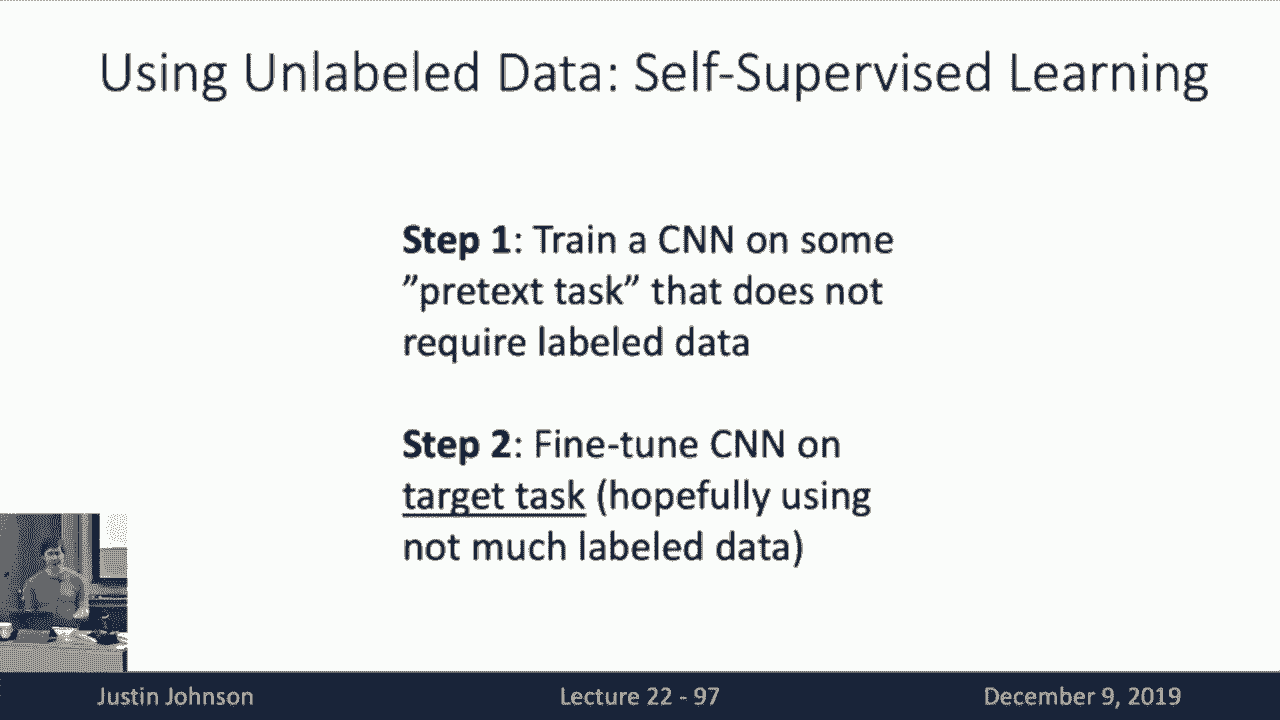 Using Unlabeled Data: Self-Supervised Learning
Step 1: Train a CNN on some
”pretext task” that does not
require labeled data
Step 2: Fine-tune CNN on
target task (hopefully using
not much labeled data)
Justin Johnson
Lecture 22 - 97
December 9, 2019